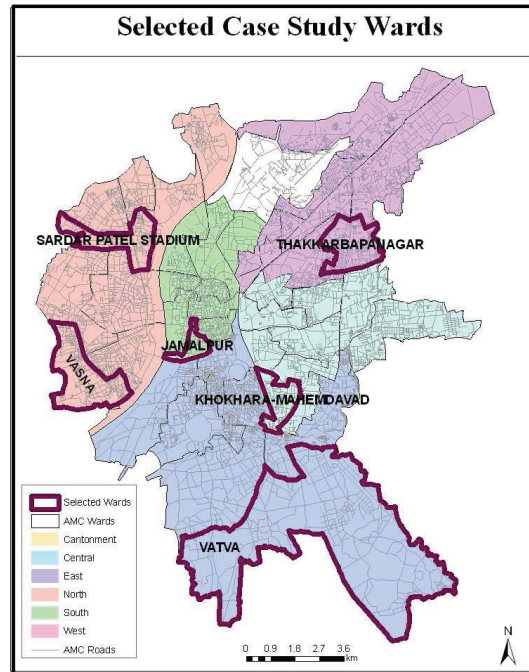 Selected Case Study Wards
SARDAR PATEL STADIUM
THAKKARBAPANAGAR
JAMALPUR
VASNA
KHOKHARA-MAHEMDAVAD
VATVA
Selected Wards
AMC Wards
Cantonment
Central
East
North
South
West
AMC Roads
N
0 0.9 1.8 2.7 3.6
km